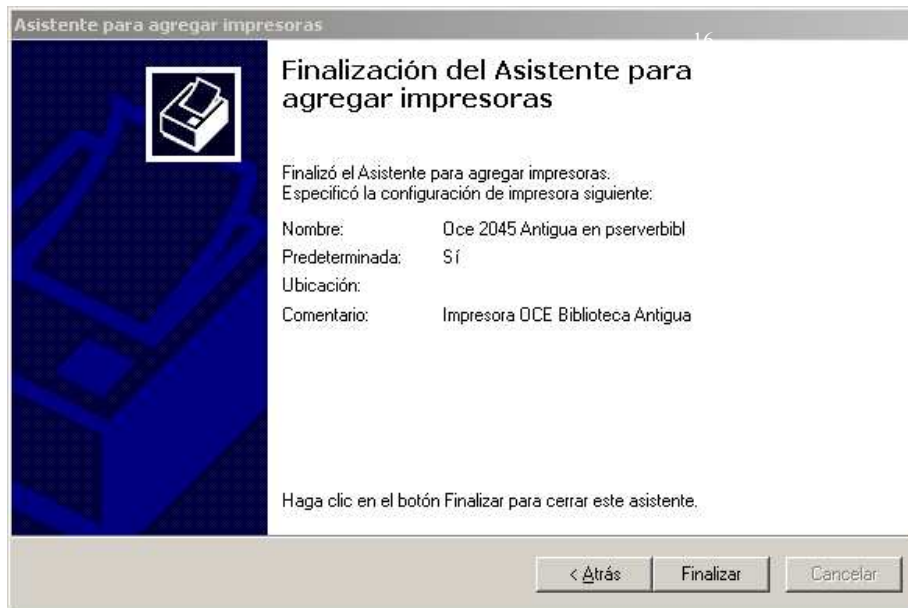 Asistente para agregar impresoras
16
Finalización del Asistente para
agregar impresoras
Finalizó el Asistente para agregar impresoras.
Especificó la configuración de impresora siguiente:
Nombre: Oce 2045 Antigua en pserverbibl
Predeterminada: Sí
Ubicación:
Comentario: Impresora OCE Biblioteca Antigua
Haga clic en el botón Finalizar para cerrar este asistente.
< Atrás Finalizar Cancelar